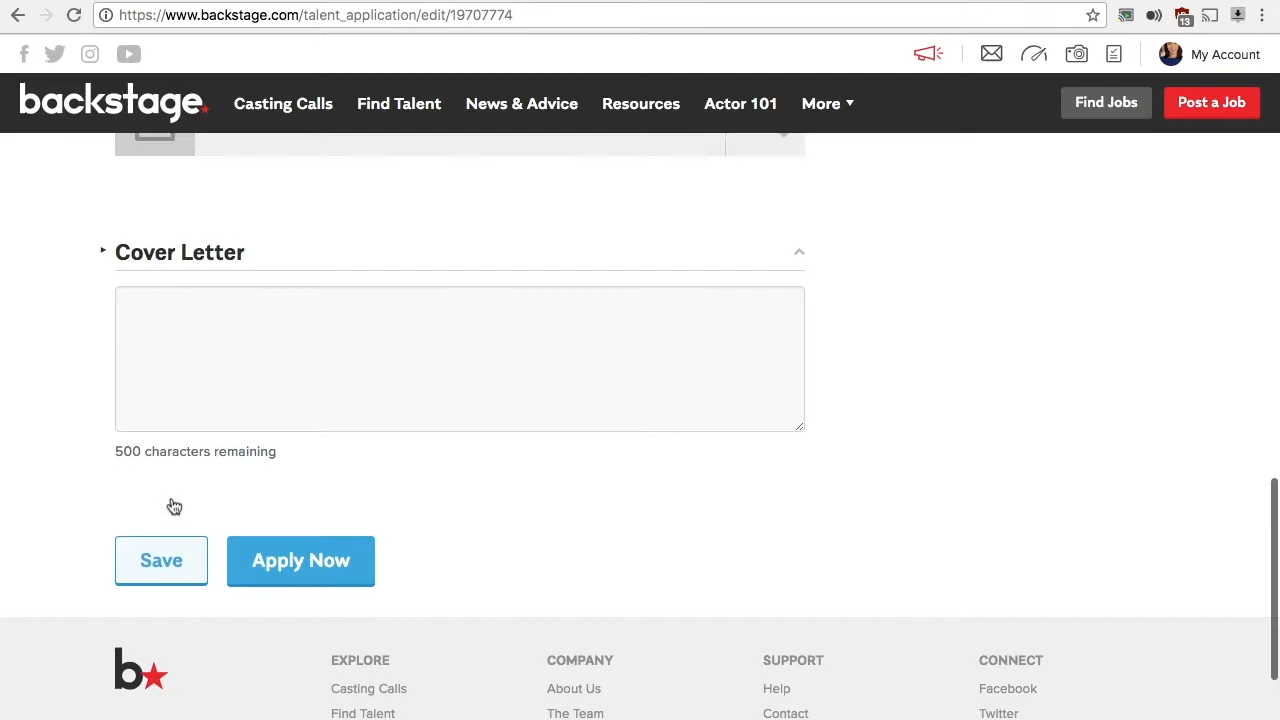 https://www.backstage.com/talent_application/edit/19707774
13
My Account
backstage
Casting Calls
Find Talent
News & Advice
Resources
Actor 101
More
Find Jobs
Post a Job
Cover Letter
500 characters remaining
Save
Apply Now
b
EXPLORE
COMPANY
SUPPORT
CONNECT
Casting Calls
About Us
Help
Facebook
Find Talent
The Team
Contact
Twitter